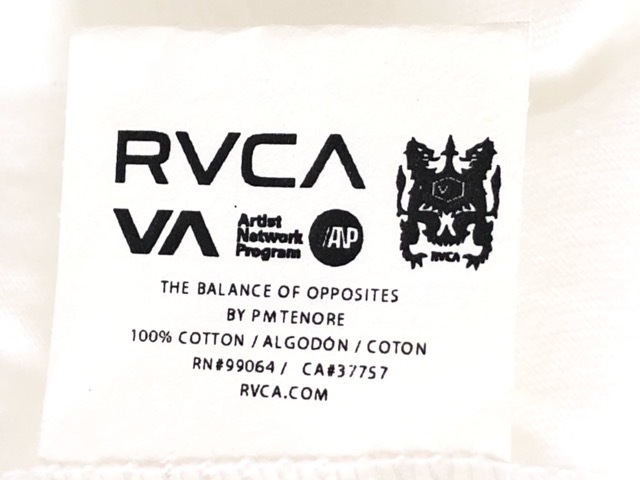 RVCA
VA Artist
Network
Program
ANP
RVCA
THE BALANCE OF OPPOSITES
BY PMTENORE
100% COTTON / ALGODÓN / COTON
RN#99064 / CA#37757
RVCA.COM